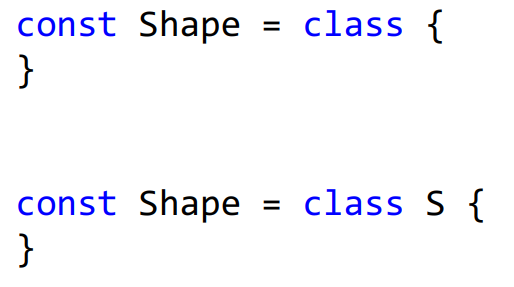 const Shape = class {
}
const Shape = class S {
}